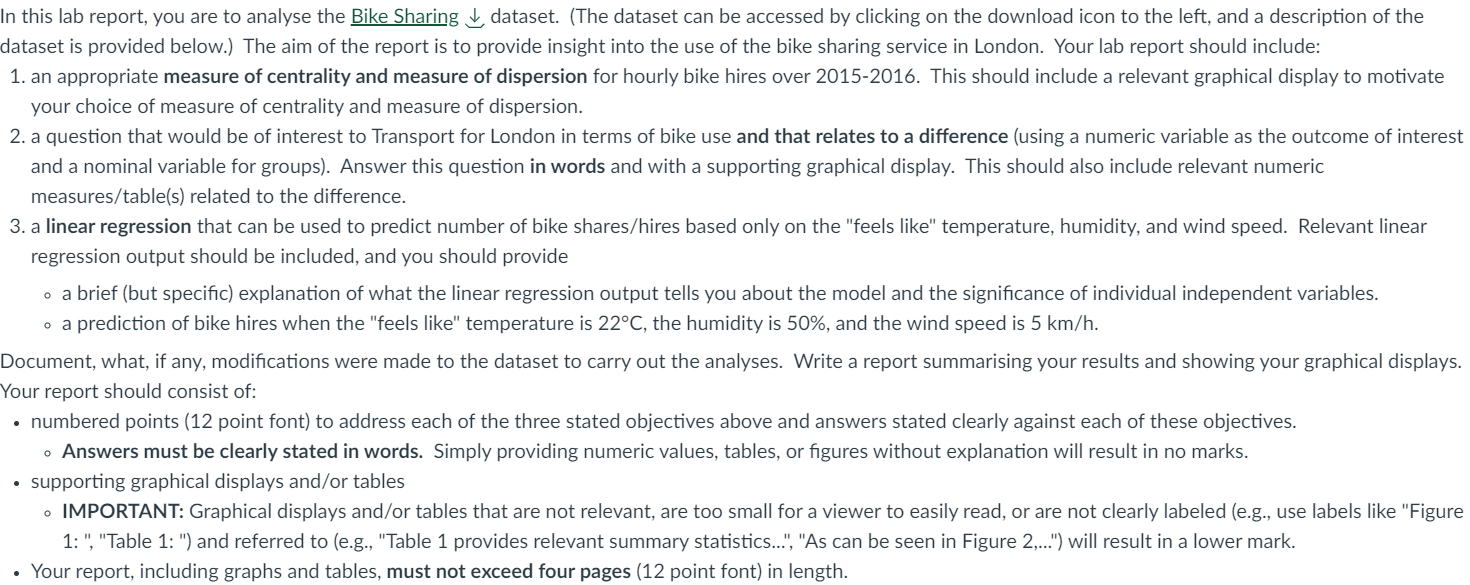 In this lab report, you are to analyse the Bike Sharing ↓ dataset.  (The dataset can be accessed by clicking on the download icon to the left, and a description of the
dataset is provided below.)  The aim of the report is to provide insight into the use of the bike sharing service in London.  Your lab report should include:
1. an appropriate measure of centrality and measure of dispersion for hourly bike hires over 2015-2016.  This should include a relevant graphical display to motivate
your choice of measure of centrality and measure of dispersion.
2. a question that would be of interest to Transport for London in terms of bike use and that relates to a difference (using a numeric variable as the outcome of interest
and a nominal variable for groups).  Answer this question in words and with a supporting graphical display.  This should also include relevant numeric
measures/table(s) related to the difference.
3. a linear regression that can be used to predict number of bike shares/hires based only on the "feels like" temperature, humidity, and wind speed.  Relevant linear
regression output should be included, and you should provide
◦ a brief (but specific) explanation of what the linear regression output tells you about the model and the significance of individual independent variables.
◦ a prediction of bike hires when the "feels like" temperature is 22°C, the humidity is 50%, and the wind speed is 5 km/h.
Document, what, if any, modifications were made to the dataset to carry out the analyses.  Write a report summarising your results and showing your graphical displays.
Your report should consist of:
• numbered points (12 point font) to address each of the three stated objectives above and answers stated clearly against each of these objectives.
◦ Answers must be clearly stated in words.  Simply providing numeric values, tables, or figures without explanation will result in no marks.
• supporting graphical displays and/or tables
◦ IMPORTANT: Graphical displays and/or tables that are not relevant, are too small for a viewer to easily read, or are not clearly labeled (e.g., use labels like "Figure
1: ", "Table 1: ") and referred to (e.g., "Table 1 provides relevant summary statistics...", "As can be seen in Figure 2,...") will result in a lower mark.
• Your report, including graphs and tables, must not exceed four pages (12 point font) in length.